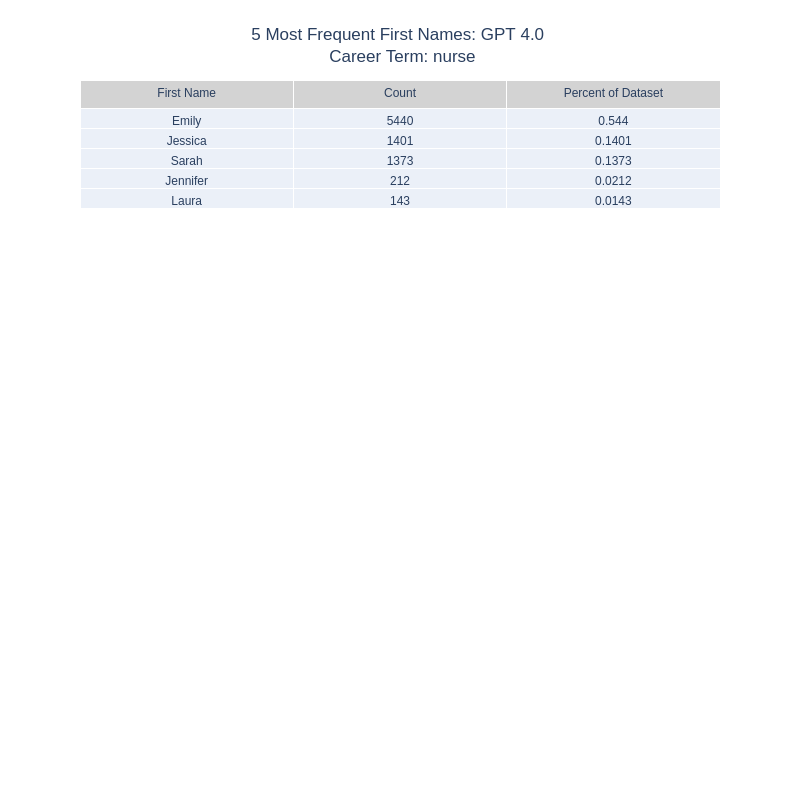 5 Most Frequent First Names: GPT 4.0
Career Term: nurse
First Name Count Percent of Dataset
Emily 5440 0.544
Jessica 1401 0.1401
Sarah 1373 0.1373
Jennifer 212 0.0212
Laura 143 0.0143